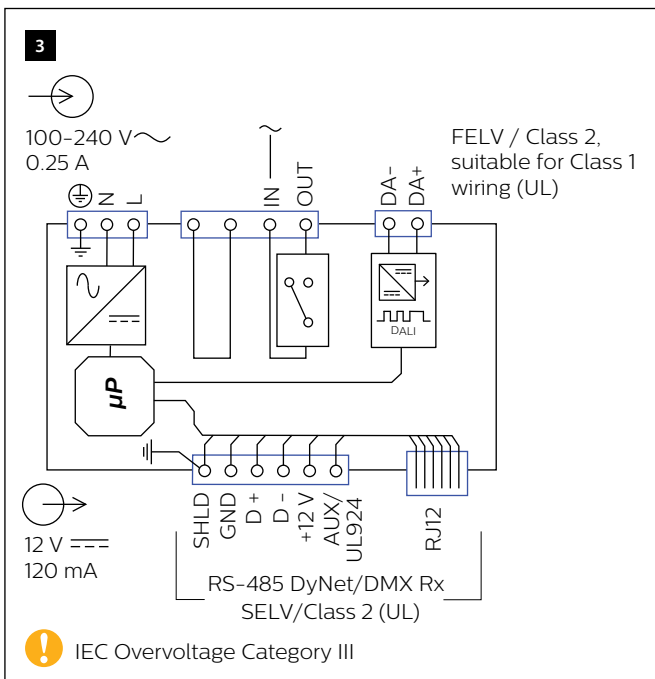 3
100-240 V
0.25 A
FELV / Class 2,
suitable for Class 1
wiring (UL)
N
L
IN
OUT
DA-
DA+
DALI
µP
12 V
120 mA
SHLD
GND
D +
D -
+12 V
AUX/
UL924
RJ12
RS-485 DyNet/DMX Rx
SELV/Class 2 (UL)
! IEC Overvoltage Category III